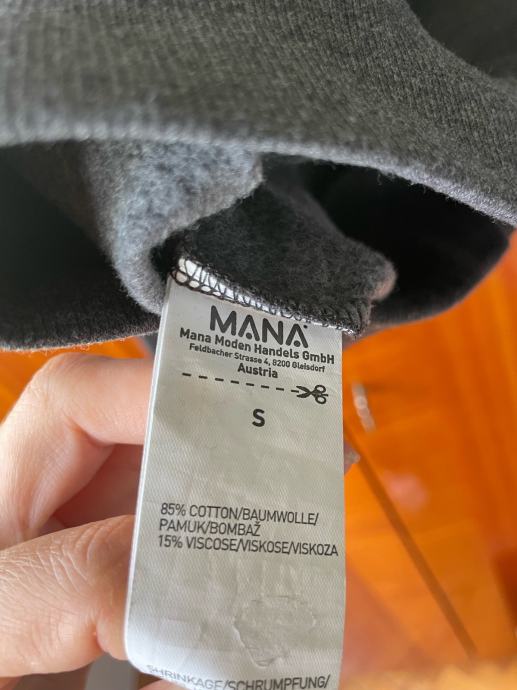 MANA
Mana Moden Handels GmbH
Feldbacher Strasse 4, 8200 Gleisdorf
Austria
S
85% COTTON/BAUMWOLLE/
PAMUK/BOMBAŽ
15% VISCOSE/VISKOSE/VISKOZA
SHRINKAGE/SCHRUMPFUNG/